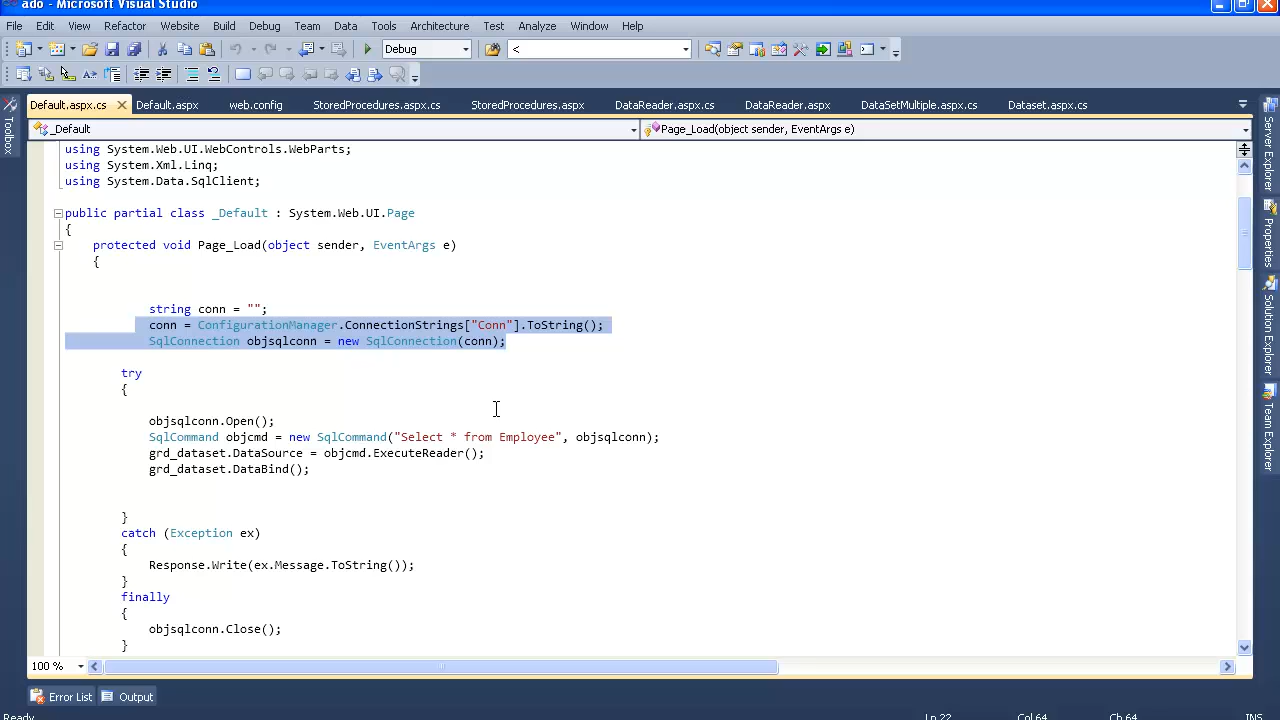 ado - Microsoft Visual Studio
File Edit View Refactor Website Build Debug Team Data Tools Architecture Test Analyze Window Help
Debug <
Default.aspx.cs Default.aspx web.config StoredProcedures.aspx.cs StoredProcedures.aspx DataReader.aspx.cs DataReader.aspx DataSetMultiple.aspx.cs Dataset.aspx.cs
_Default Page_Load(object sender, EventArgs e)
using System.Web.UI.WebControls.WebParts;
using System.Xml.Linq;
using System.Data.SqlClient;
public partial class _Default : System.Web.UI.Page
{
protected void Page_Load(object sender, EventArgs e)
{
string conn = "";
conn = ConfigurationManager.ConnectionStrings["Conn"].ToString();
SqlConnection objsqlconn = new SqlConnection(conn);
try
{
objsqlconn.Open();
SqlCommand objcmd = new SqlCommand("Select * from Employee", objsqlconn);
grd_dataset.DataSource = objcmd.ExecuteReader();
grd_dataset.DataBind();
}
catch (Exception ex)
{
Response.Write(ex.Message.ToString());
}
finally
{
objsqlconn.Close();
}
100 %
Error List Output
Ready Ln 22 Col 64 Ch 64 INS
Toolbox
Server Explorer
Properties
Solution Explorer
Team Explorer